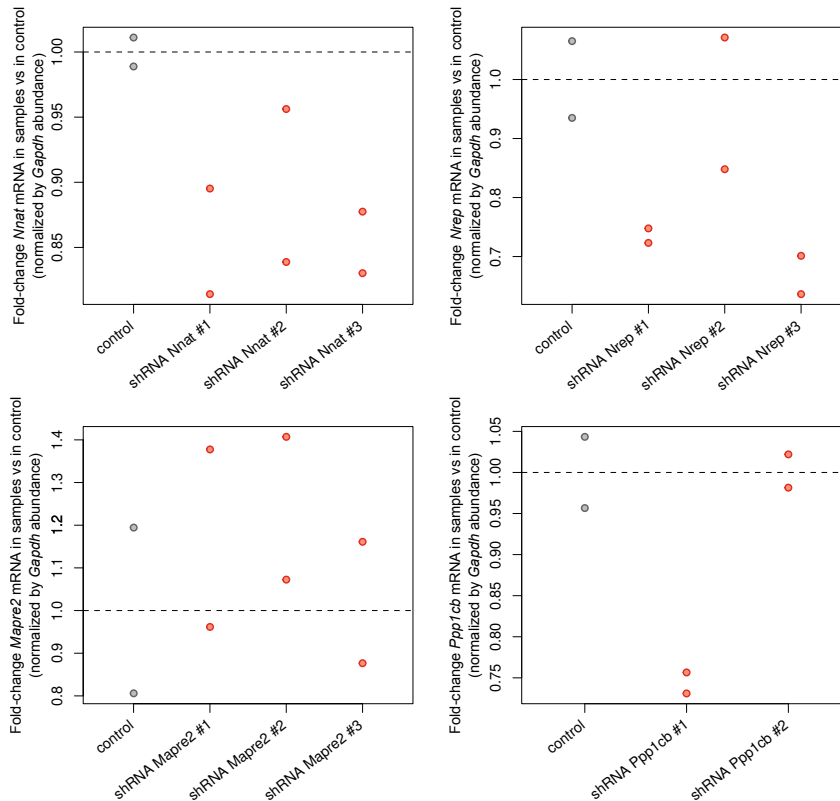 Fold-change Nnat mRNA in samples vs in control
(normalized by Gapdh abundance)
1.00
0.95
0.90
0.85
control
shRNA Nnat #1
shRNA Nnat #2
shRNA Nnat #3
Fold-change Nrep mRNA in samples vs in control
(normalized by Gapdh abundance)
1.0
0.9
0.8
0.7
control
shRNA Nrep #1
shRNA Nrep #2
shRNA Nrep #3
Fold-change Mapre2 mRNA in samples vs in control
(normalized by Gapdh abundance)
1.4
1.3
1.2
1.0
0.9
0.8
control
shRNA Mapre2 #1
shRNA Mapre2 #2
shRNA Mapre2 #3
Fold-change Ppp1cb mRNA in samples vs in control
(normalized by Gapdh abundance)
1.05
1.00
0.95
0.90
0.85
0.80
0.75
control
shRNA Ppp1cb #1
shRNA Ppp1cb #2